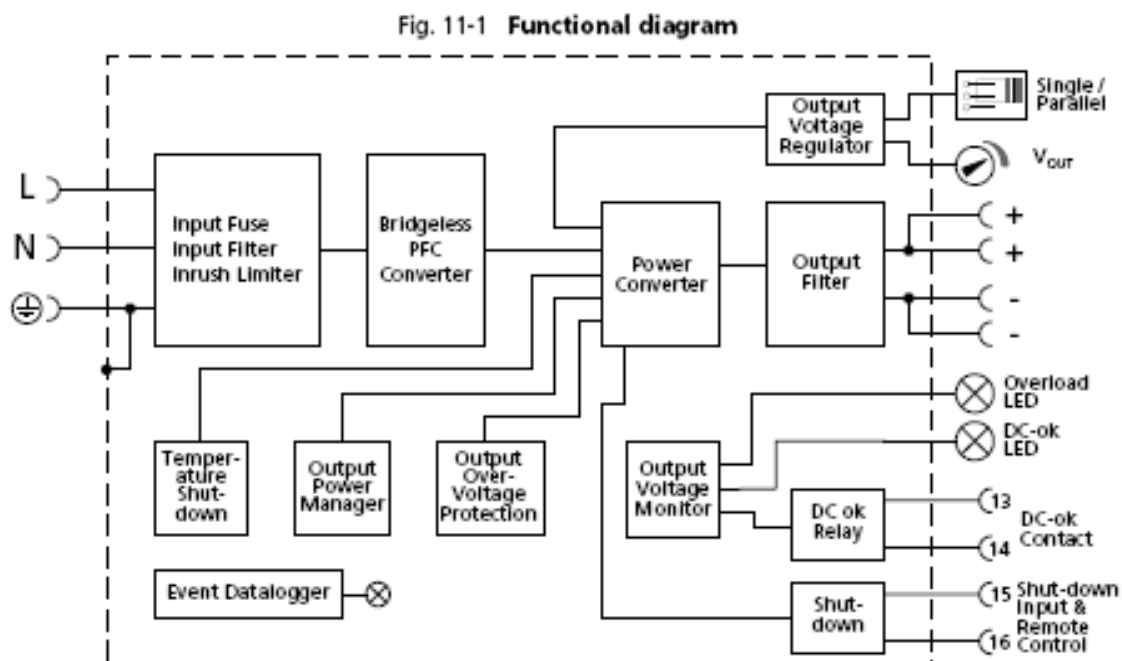 Fig. 11-1 Functional diagram
Single /
Parallel
Output
Voltage
Regulator
VOUT
L
N
Input Fuse
Input Filter
Inrush Limiter
Bridgeless
PFC
Converter
Power
Converter
Output
Filter
+
+
-
-
Overload
LED
DC-ok
LED
Temper-
ature
Shut-
down
Output
Power
Manager
Output
Over-
Voltage
Protection
Output
Voltage
Monitor
DC ok
Relay
13
14
DC-ok
Contact
Event Datalogger
Shut-
down
15
16
Shut-down
Input &
Remote
Control